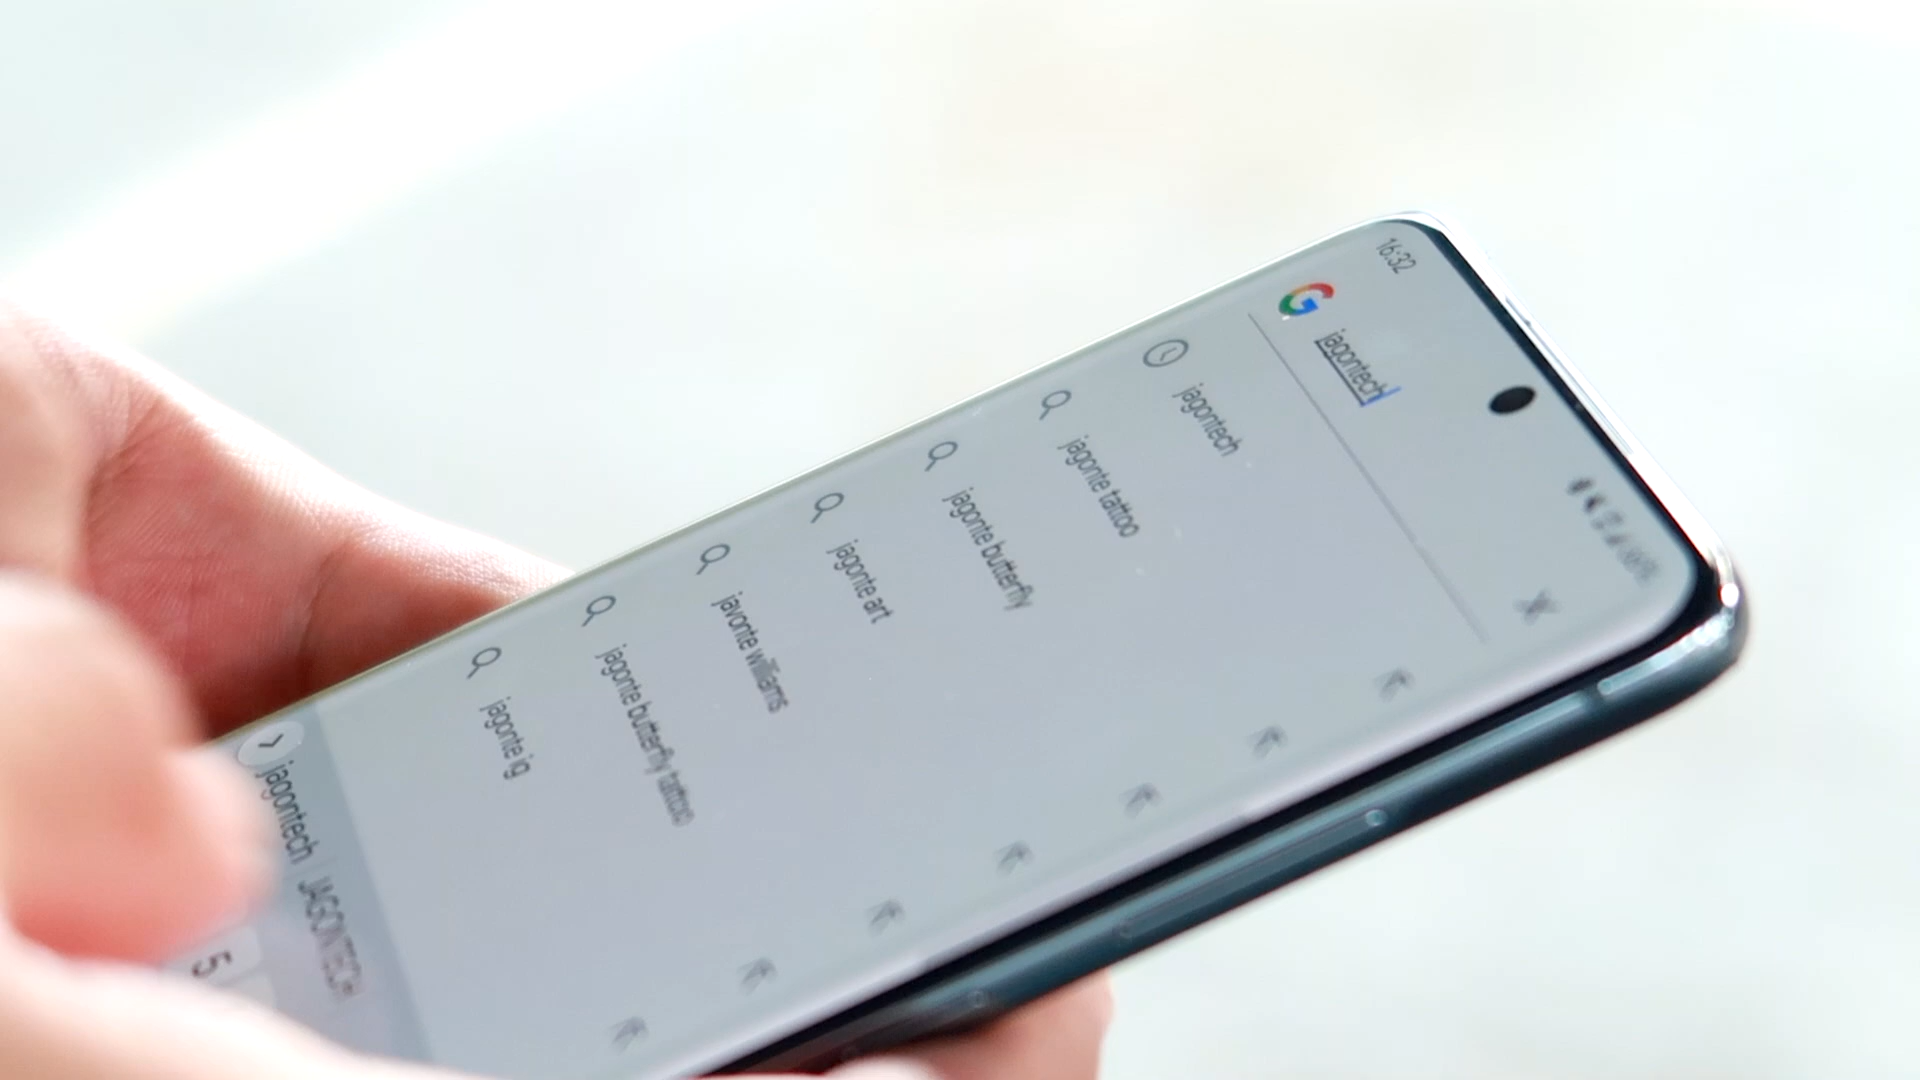 16:32
jagontech
jagontech
jagonte tattoo
jagonte butterfly
jagonte art
javonte williams
jagonte butterfly tattoo
jagonte ig
jagontech
JAGONTECH
5